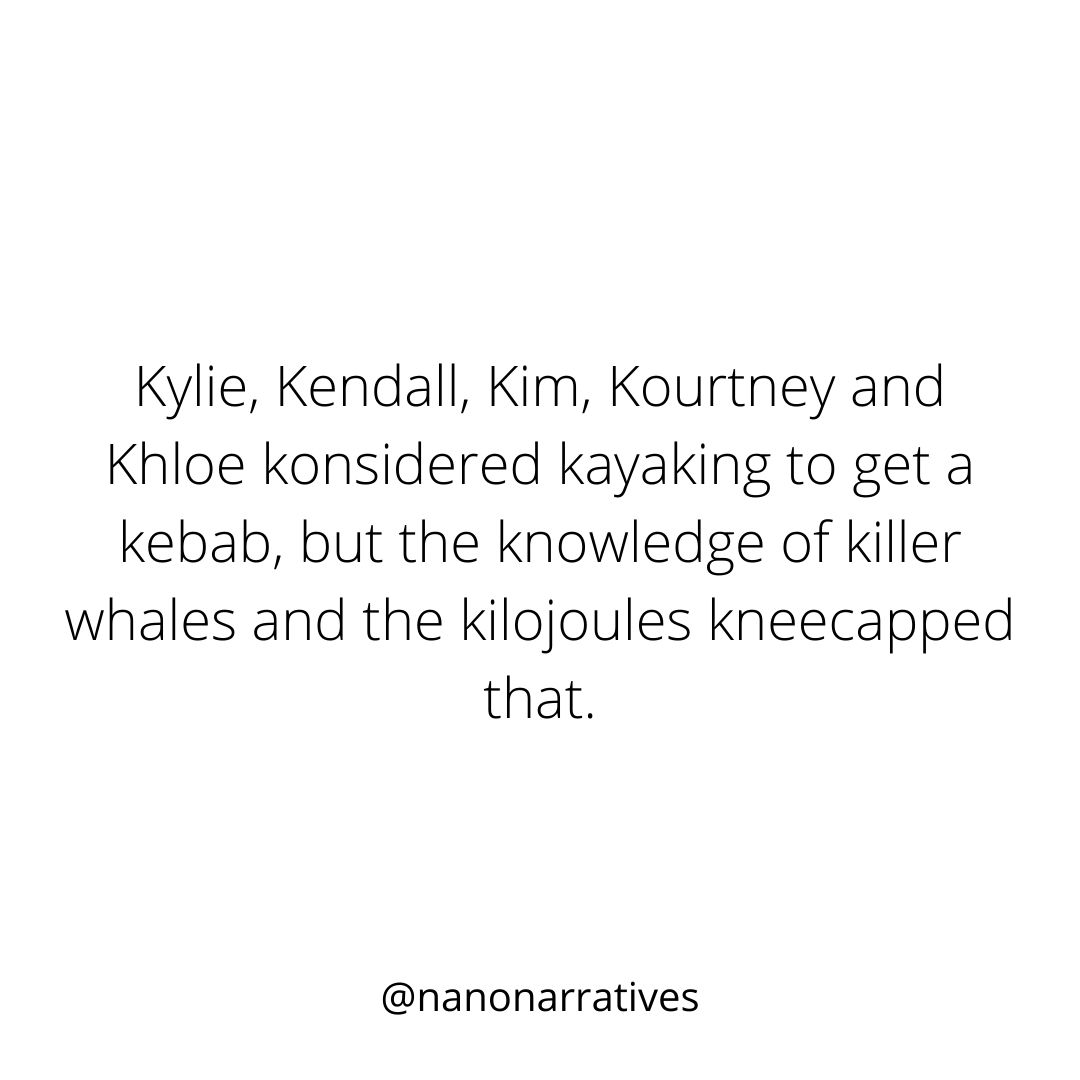 Kylie, Kendall, Kim, Kourtney and
Khloe konsidered kayaking to get a
kebab, but the knowledge of killer
whales and the kilojoules kneecapped
that.
@nanonarratives